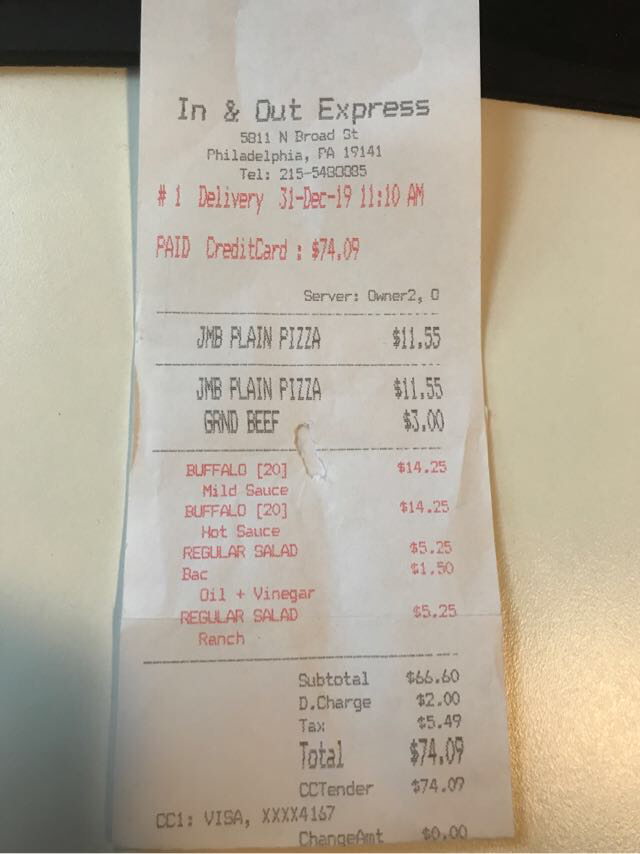 In & Out Express
5811 N Broad St
Philadelphia, PA 19141
Tel: 215-5480085
# 1 Delivery 31-Dec-19 11:10 AM
PAID CreditCard : $74.09
Server: Owner2, O
JMB PLAIN PIZZA $11.55
JMB PLAIN PIZZA $11.55
GRND BEEF $3.00
BUFFALO [20] $14.25
Mild Sauce
BUFFALO [20] $14.25
Hot Sauce
REGULAR SALAD $5.25
Bac $1.50
Oil + Vinegar
REGULAR SALAD $5.25
Ranch
Subtotal $66.60
D.Charge $2.00
Tax $5.49
Total $74.09
CCTender $74.09
CC1: VISA, XXXX4167
ChangeAmt $0.00